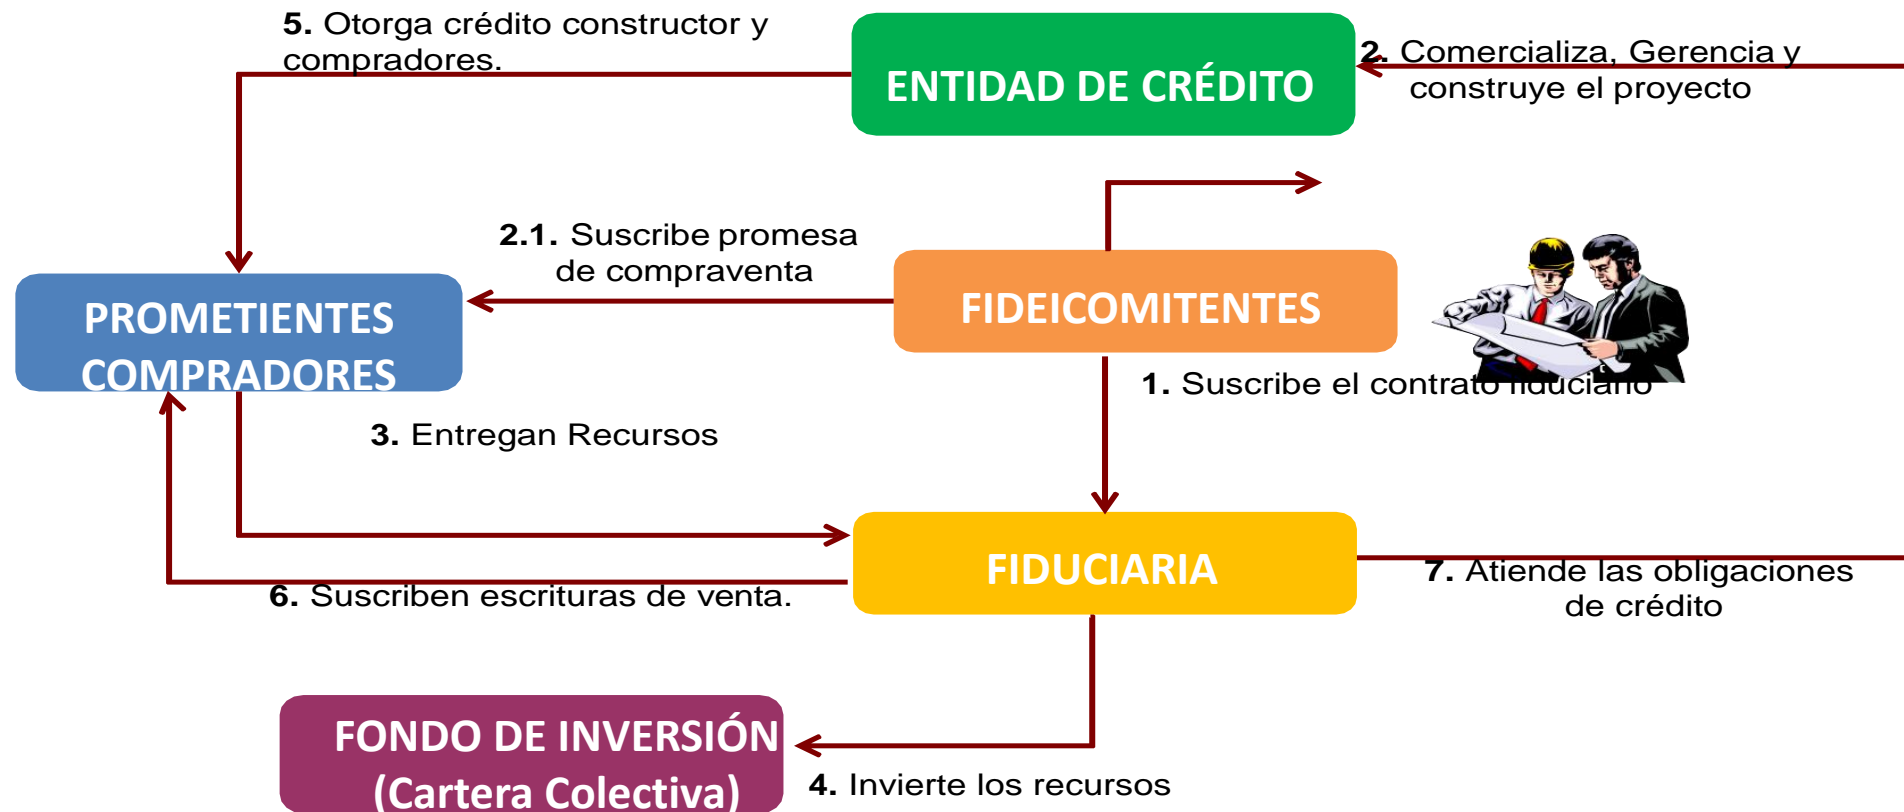 5. Otorga crédito constructor y
compradores.
ENTIDAD DE CRÉDITO
2. Comercializa, Gerencia y
construye el proyecto
2.1. Suscribe promesa
de compraventa
PROMETIENTES
COMPRADORES
FIDEICOMITENTES
1. Suscribe el contrato fiduciario
3. Entregan Recursos
FIDUCIARIA
6. Suscriben escrituras de venta.
7. Atiende las obligaciones
de crédito
FONDO DE INVERSIÓN
(Cartera Colectiva)
4. Invierte los recursos